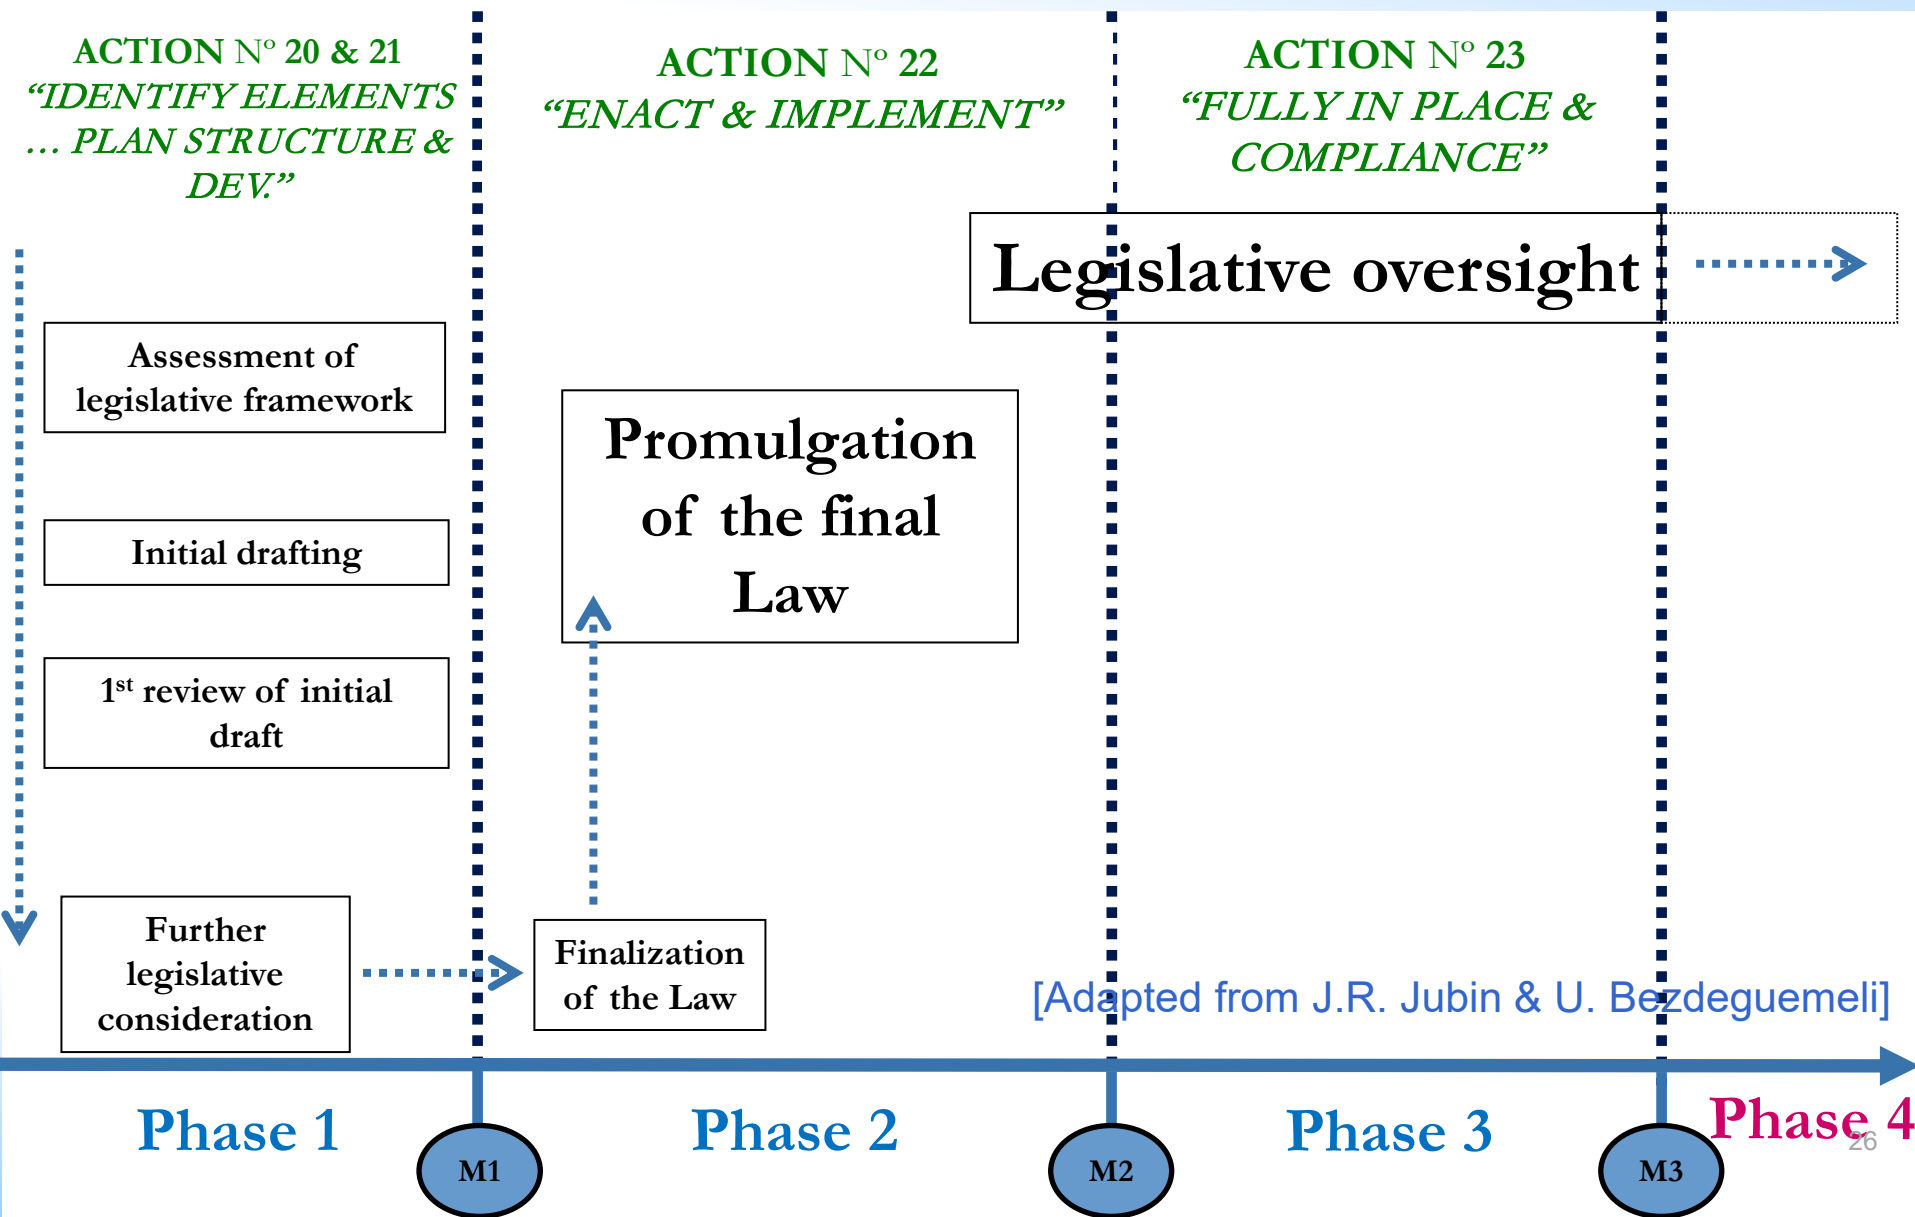 ACTION Nº 20 & 21
“IDENTIFY ELEMENTS
… PLAN STRUCTURE &
DEV.”
ACTION Nº 22
“ENACT & IMPLEMENT”
ACTION Nº 23
“FULLY IN PLACE &
COMPLIANCE”
Legislative oversight
Assessment of
legislative framework
Initial drafting
1st review of initial
draft
Further
legislative
consideration
Promulgation
of the final
Law
Finalization
of the Law
[Adapted from J.R. Jubin & U. Bezdeguemeli]
Phase 1
Phase 2
Phase 3
Phase 4
26
M1
M2
M3